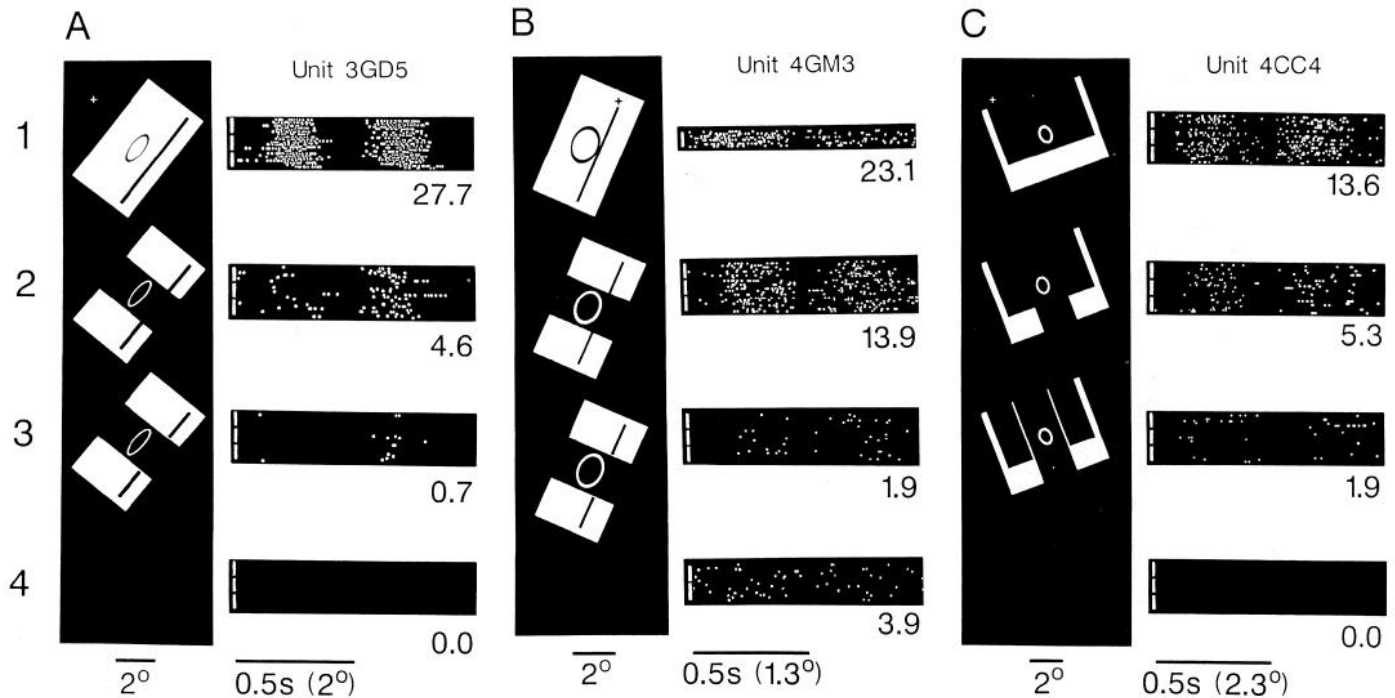 A
B
C
Unit 3GD5
Unit 4GM3
Unit 4CC4
1
27.7
23.1
13.6
2
4.6
13.9
5.3
3
0.7
1.9
1.9
4
0.0
3.9
0.0
2°
0.5s (2°)
2°
0.5s (1.3°)
2°
0.5s (2.3°)